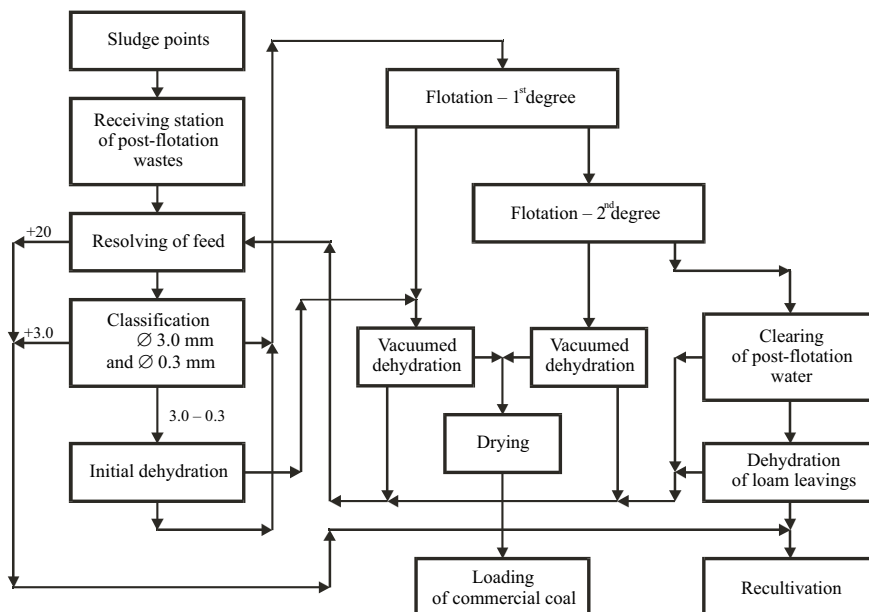 Sludge points
Receiving station
of post-flotation
wastes
+20
Resolving of feed
+3.0
Classification
∅ 3.0 mm
and ∅ 0.3 mm
3.0 – 0.3
Initial dehydration
Flotation – 1st degree
Flotation – 2nd degree
Vacuumed
dehydration
Vacuumed
dehydration
Clearing
of post-flotation
water
Drying
Dehydration
of loam leavings
Loading
of commercial coal
Recultivation